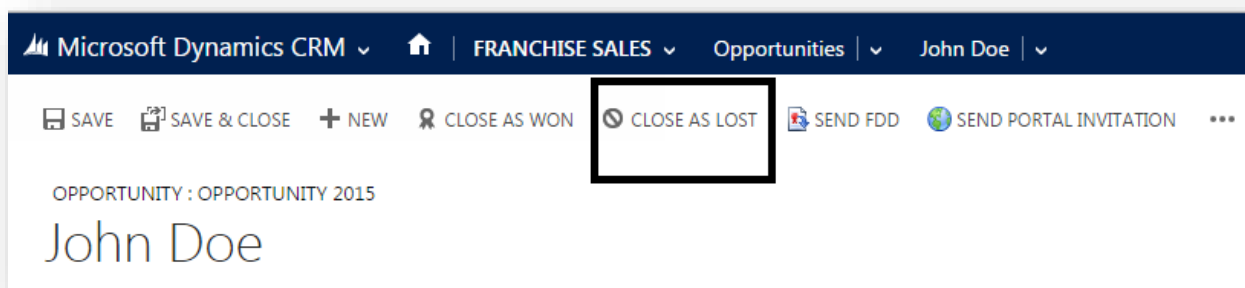 Microsoft Dynamics CRM | FRANCHISE SALES Opportunities | John Doe |
SAVE SAVE & CLOSE NEW CLOSE AS WON CLOSE AS LOST SEND FDD SEND PORTAL INVITATION •••
OPPORTUNITY : OPPORTUNITY 2015
John Doe